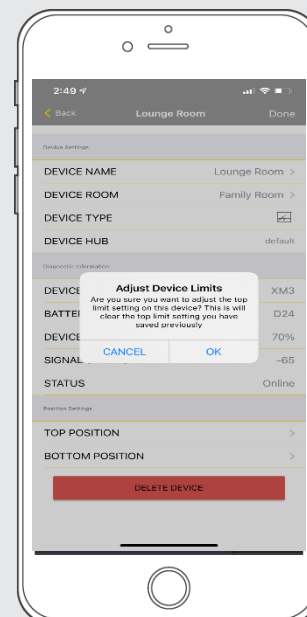 2:49
Back Lounge Room Done
Device Settings
DEVICE NAME Lounge Room >
DEVICE ROOM Family Room >
DEVICE TYPE
DEVICE HUB default
Diagnostic Information
DEVICE XM3
Adjust Device Limits
Are you sure you want to adjust the top
limit setting on this device? This is will
clear the top limit setting you have
saved previously
CANCEL OK
BATTE D24
DEVICE 70%
SIGNAL -65
STATUS Online
Position Settings
TOP POSITION >
BOTTOM POSITION >
DELETE DEVICE